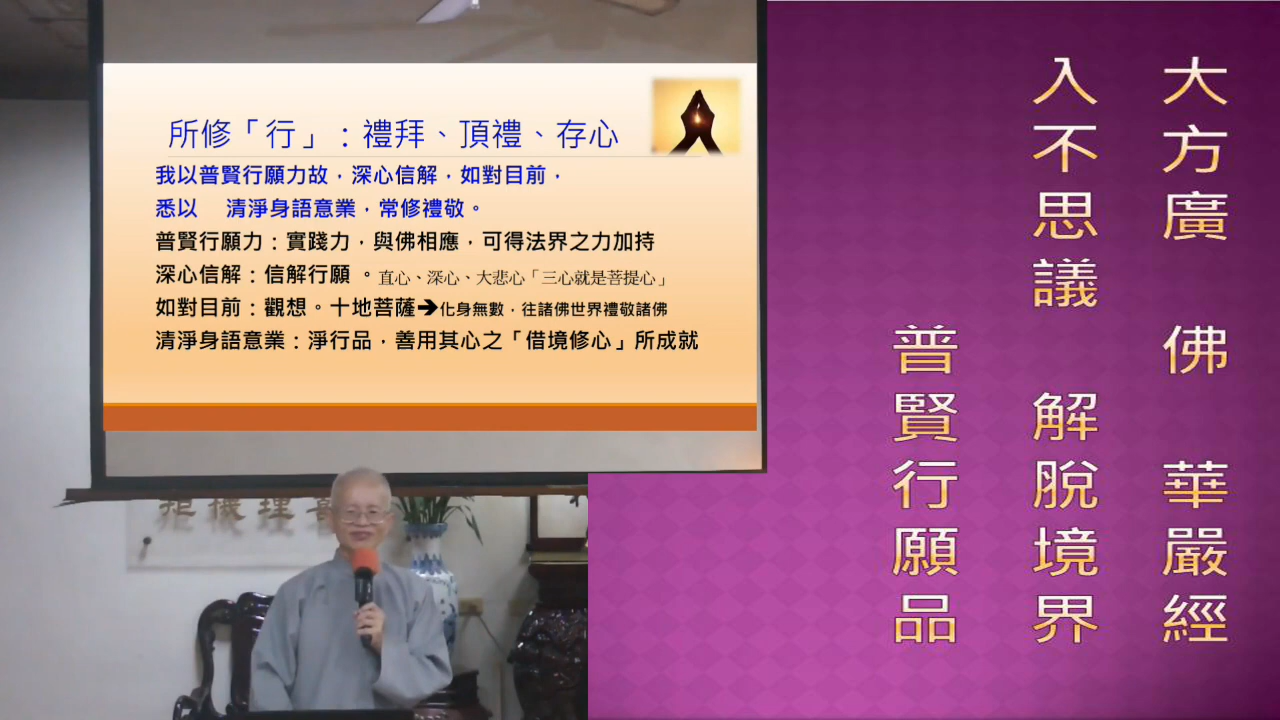 所修「行」：禮拜、頂禮、存心
我以普賢行願力故，深心信解，如對目前，
悉以 清淨身語意業，常修禮敬。
普賢行願力：實踐力，與佛相應，可得法界之力加持
深心信解：信解行願 。直心、深心、大悲心「三心就是菩提心」
如對目前：觀想。十地菩薩➔化身無數，往諸佛世界禮敬諸佛
清淨身語意業：淨行品，善用其心之「借境修心」所成就
大方廣 佛 華嚴經
入不思議 解脫境界
普賢行願品